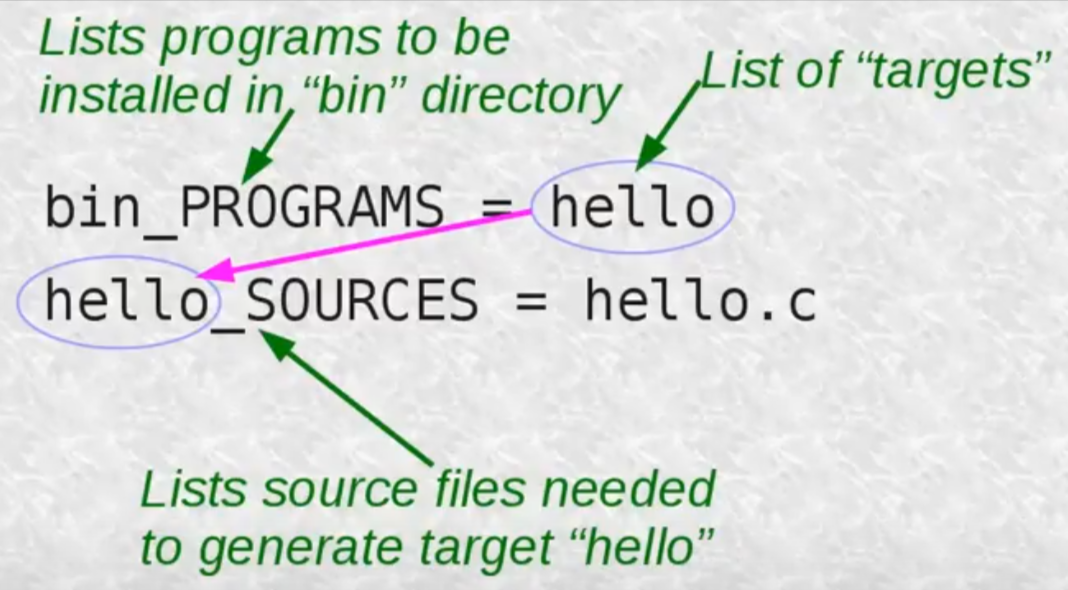 Lists programs to be
installed in “bin” directory
List of “targets”
bin_PROGRAMS = hello
hello_SOURCES = hello.c
Lists source files needed
to generate target “hello”